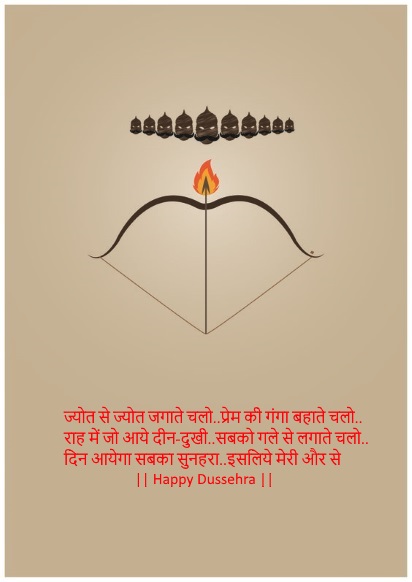 ज्योत से ज्योत जगाते चलो..प्रेम की गंगा बहाते चलो..
राह में जो आये दीन-दुखी..सबको गले से लगाते चलो..
दिन आयेगा सबका सुनहरा..इसलिये मेरी और से
|| Happy Dussehra ||